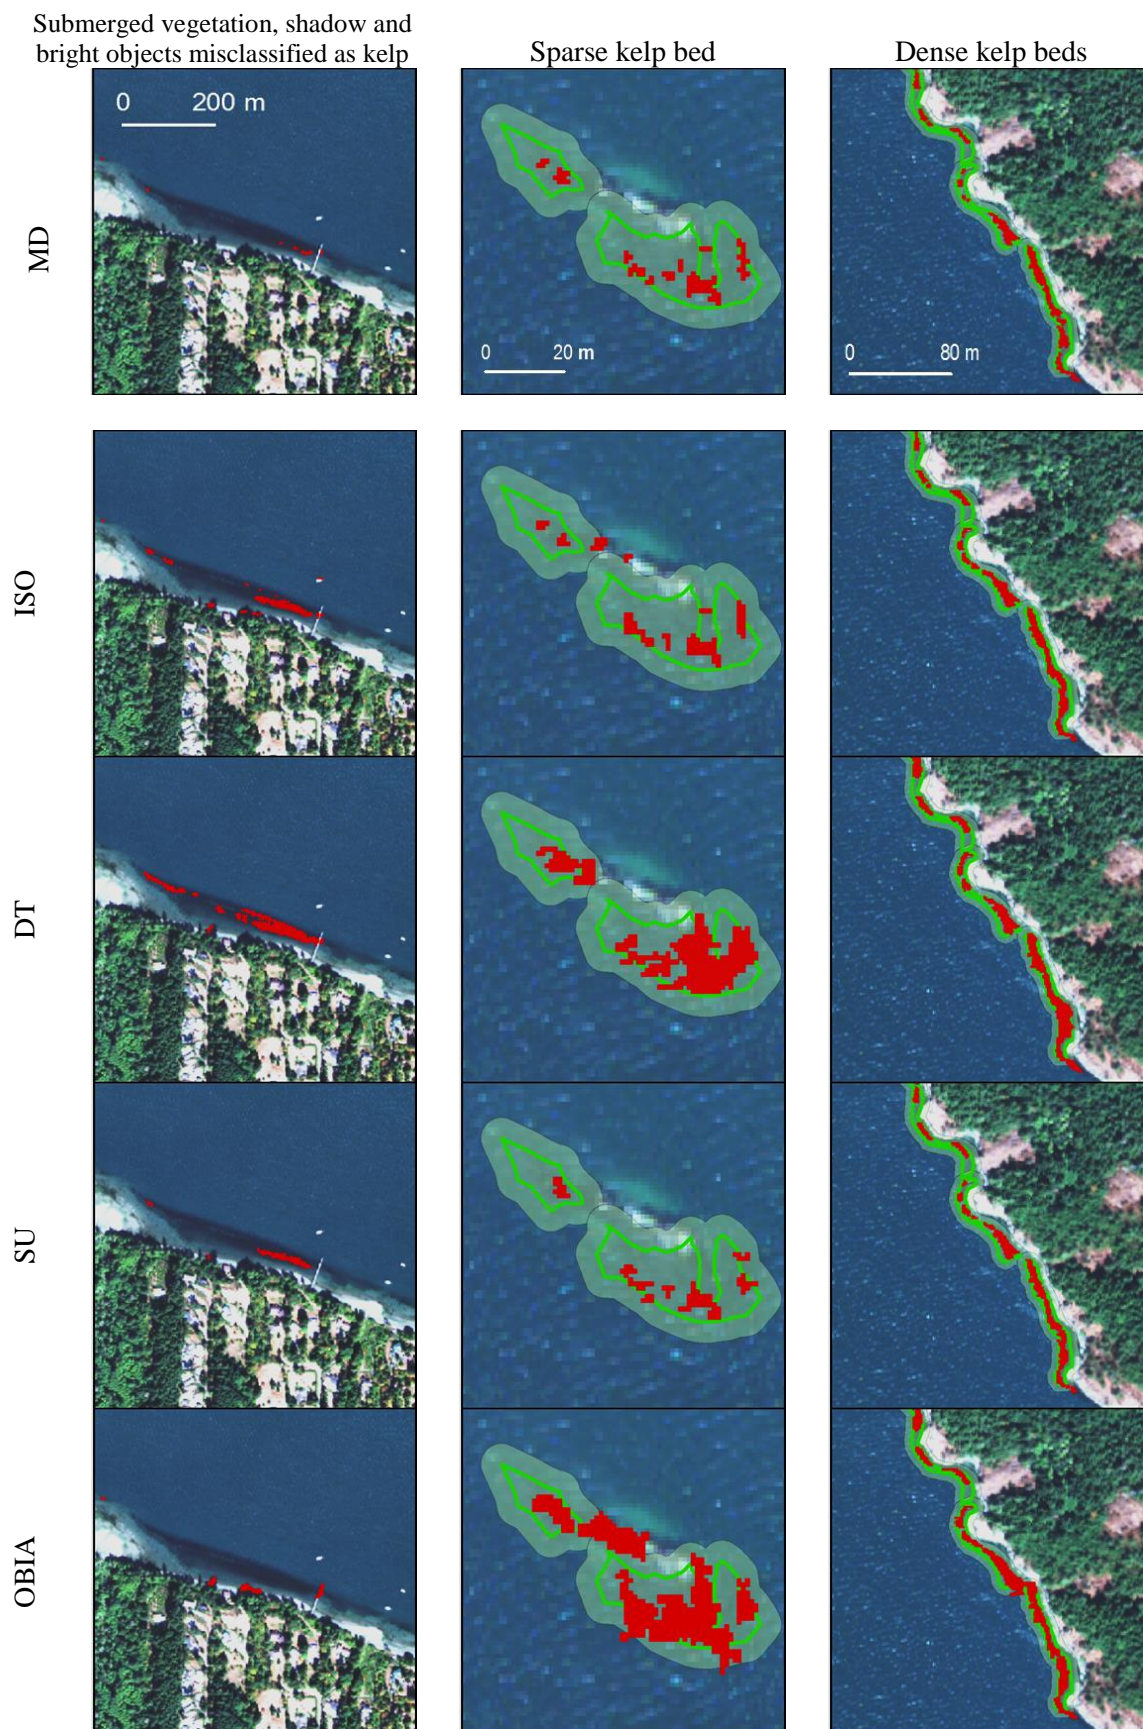 Submerged vegetation, shadow and
bright objects misclassified as kelp
Sparse kelp bed
Dense kelp beds
MD
0 200 m
0 20 m
0 80 m
ISO
DT
SU
OBIA